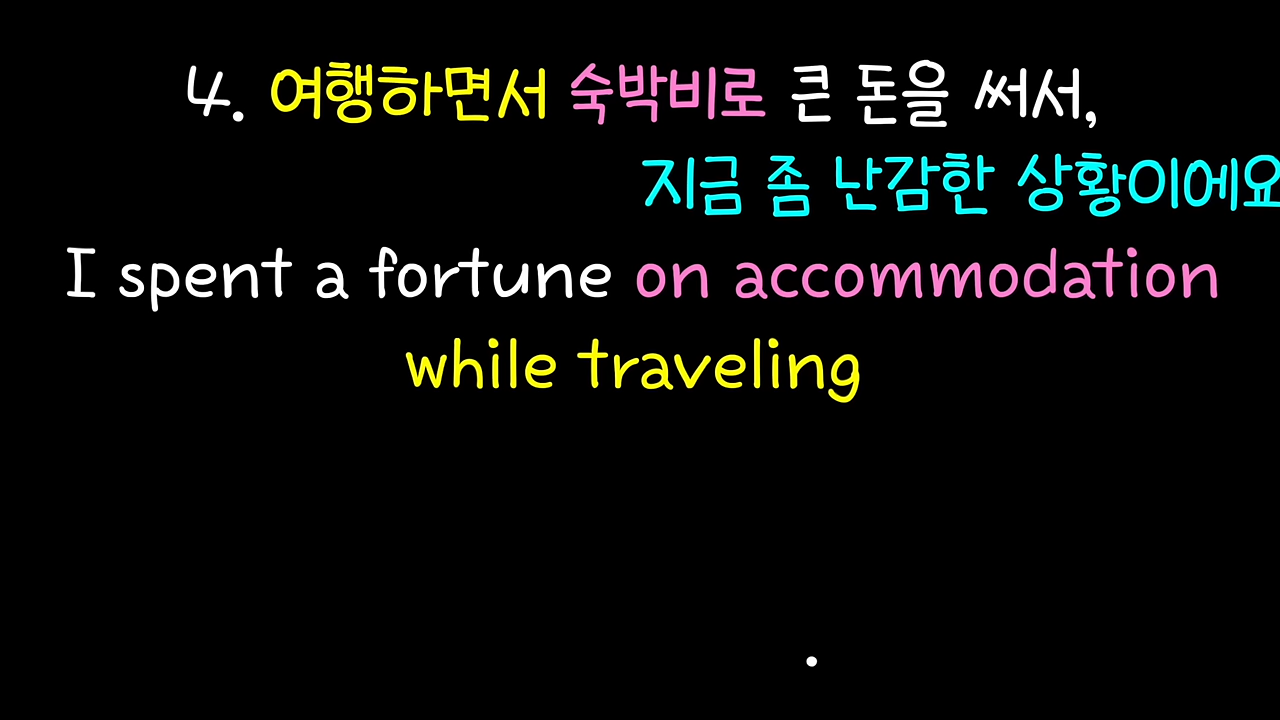 4. 여행하면서 숙박비로 큰 돈을 써서,
지금 좀 난감한 상황이에요
I spent a fortune on accommodation
while traveling
.